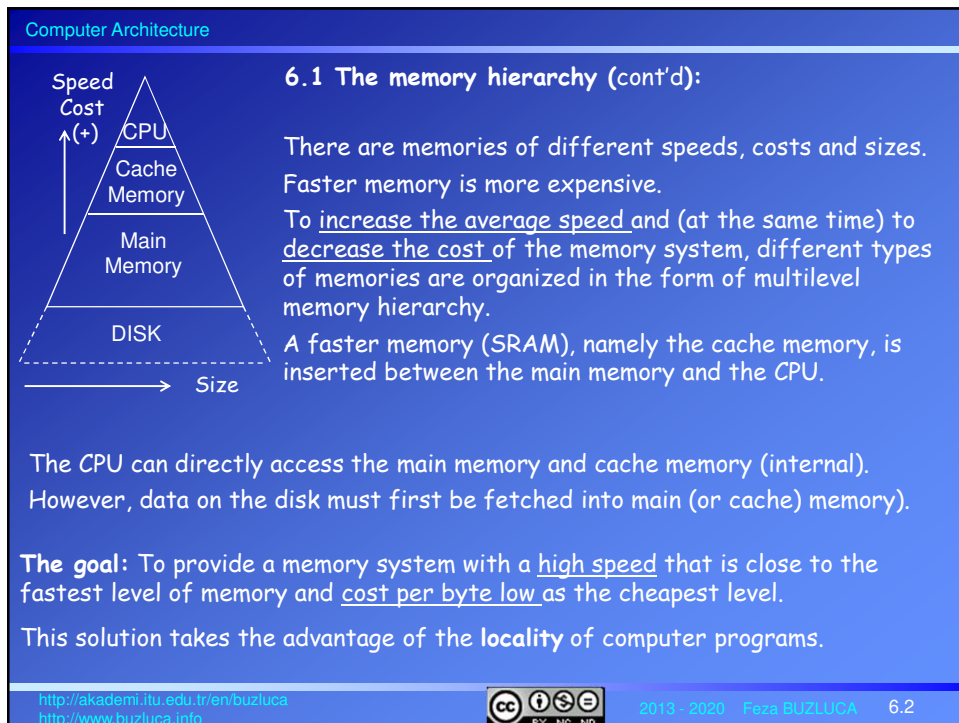 Computer Architecture
Speed
Cost
(+)
CPU
Cache
Memory
Main
Memory
DISK
Size
6.1 The memory hierarchy (cont'd):
There are memories of different speeds, costs and sizes.
Faster memory is more expensive.
To increase the average speed and (at the same time) to
decrease the cost of the memory system, different types
of memories are organized in the form of multilevel
memory hierarchy.
A faster memory (SRAM), namely the cache memory, is
inserted between the main memory and the CPU.
The CPU can directly access the main memory and cache memory (internal).
However, data on the disk must first be fetched into main (or cache) memory).
The goal: To provide a memory system with a high speed that is close to the
fastest level of memory and cost per byte low as the cheapest level.
This solution takes the advantage of the locality of computer programs.
http://akademi.itu.edu.tr/en/buzluca
http://www.buzluca.info
cc
BY NC ND
2013 - 2020 Feza BUZLUCA
6.2